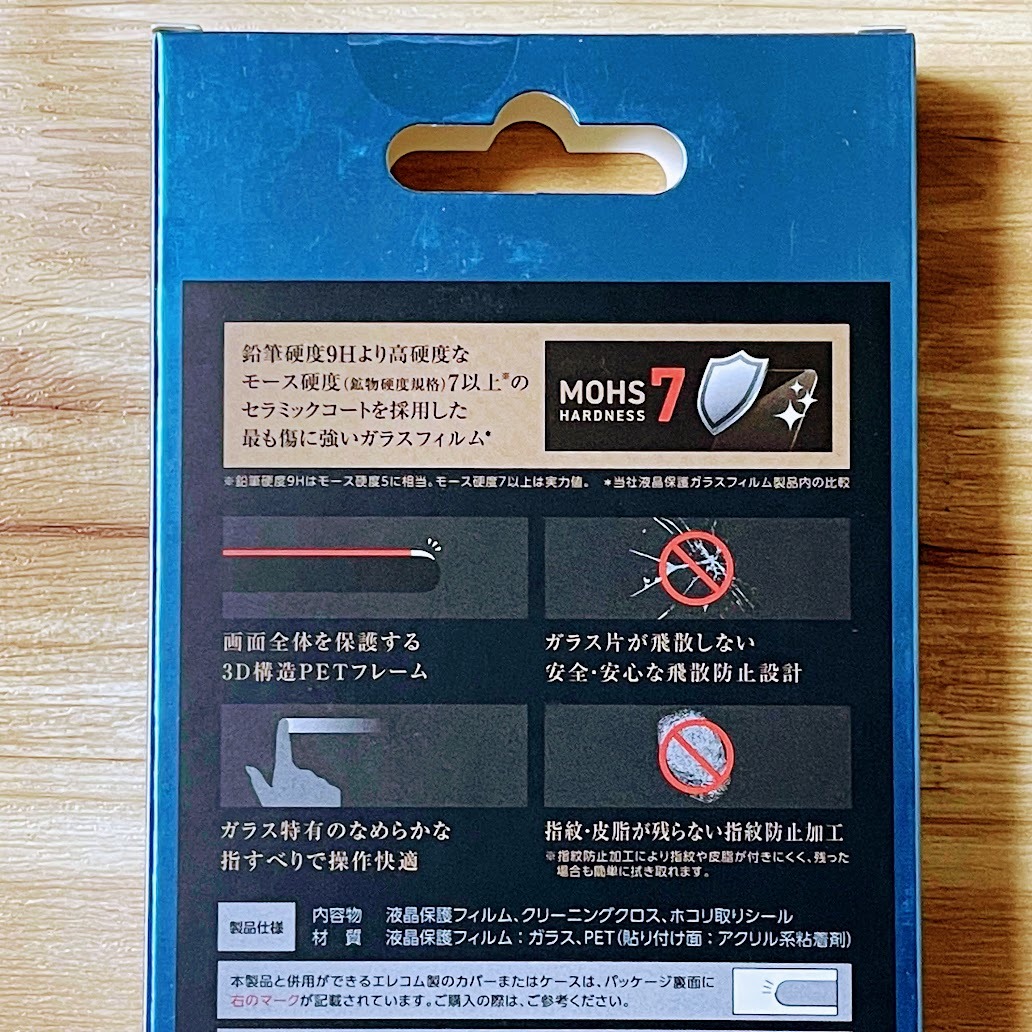 鉛筆硬度9Hより高硬度な
モース硬度(鉱物硬度規格)7以上※の
セラミックコートを採用した
最も傷に強いガラスフィルム*
MOHS 7
HARDNESS
※鉛筆硬度9Hはモース硬度5に相当。モース硬度7以上は実力値。 *当社液晶保護ガラスフィルム製品内の比較
画面全体を保護する
3D構造PETフレーム
ガラス片が飛散しない
安全・安心な飛散防止設計
ガラス特有のなめらかな
指すべりで操作快適
指紋・皮脂が残らない指紋防止加工
※指紋防止加工により指紋や皮脂が付きにくく、残った
場合も簡単に拭き取れます。
製品仕様
内容物 液晶保護フィルム、クリーニングクロス、ホコリ取りシール
材 質 液晶保護フィルム:ガラス、PET(貼り付け面:アクリル系粘着剤)
本製品と併用ができるエレコム製のカバーまたはケースは、パッケージ裏面に
右のマークが記載されています。ご購入の際は、ご参考ください。